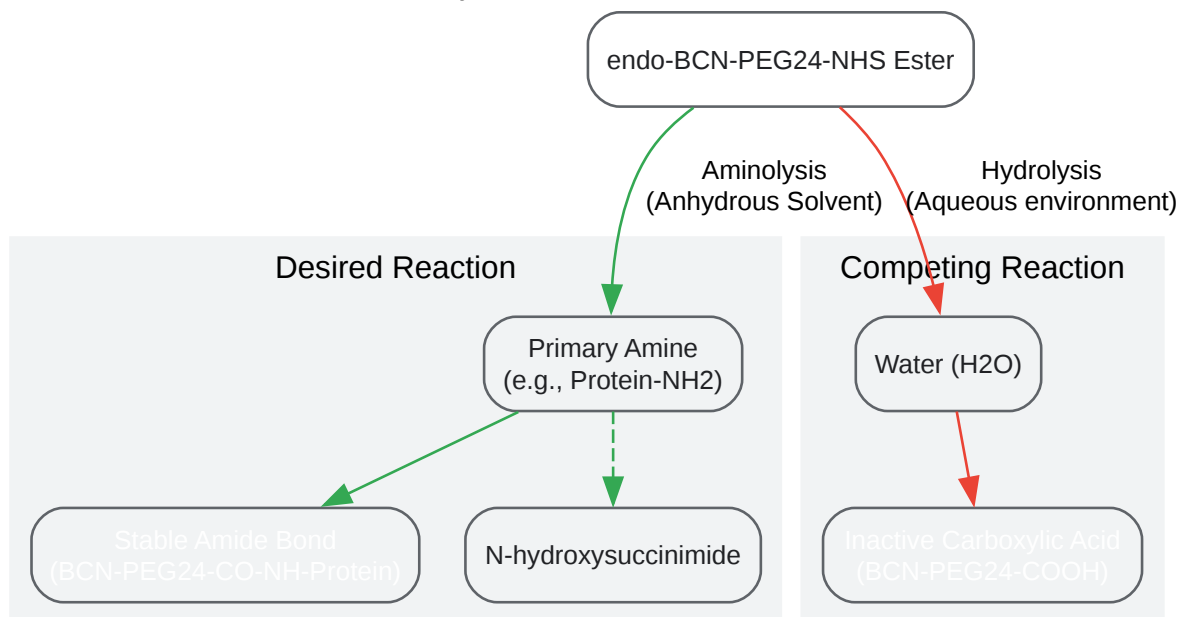 endo-BCN-PEG24-NHS Ester
Aminolysis
(Anhydrous Solvent)
Hydrolysis
(Aqueous environment)
Desired Reaction
Competing Reaction
Primary Amine
(e.g., Protein-NH2)
Water (H2O)
Stable Amide Bond
(BCN-PEG24-CO-NH-Protein)
N-hydroxysuccinimide
Inactive Carboxylic Acid
(BCN-PEG24-COOH)